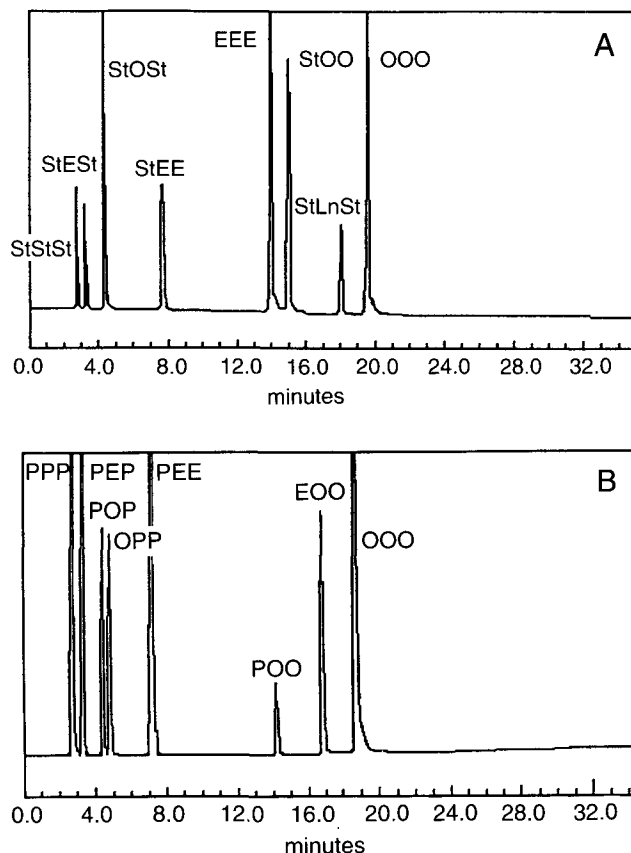 EEE
A
StOO
OOO
StOSt
StESt
StEE
StLnSt
StStSt
0.0 4.0 8.0 12.0 16.0 20.0 24.0 28.0 32.0
minutes
PPP PEP PEE
B
EOO
POP
OPP
OOO
POO
0.0 4.0 8.0 12.0 16.0 20.0 24.0 28.0 32.0
minutes